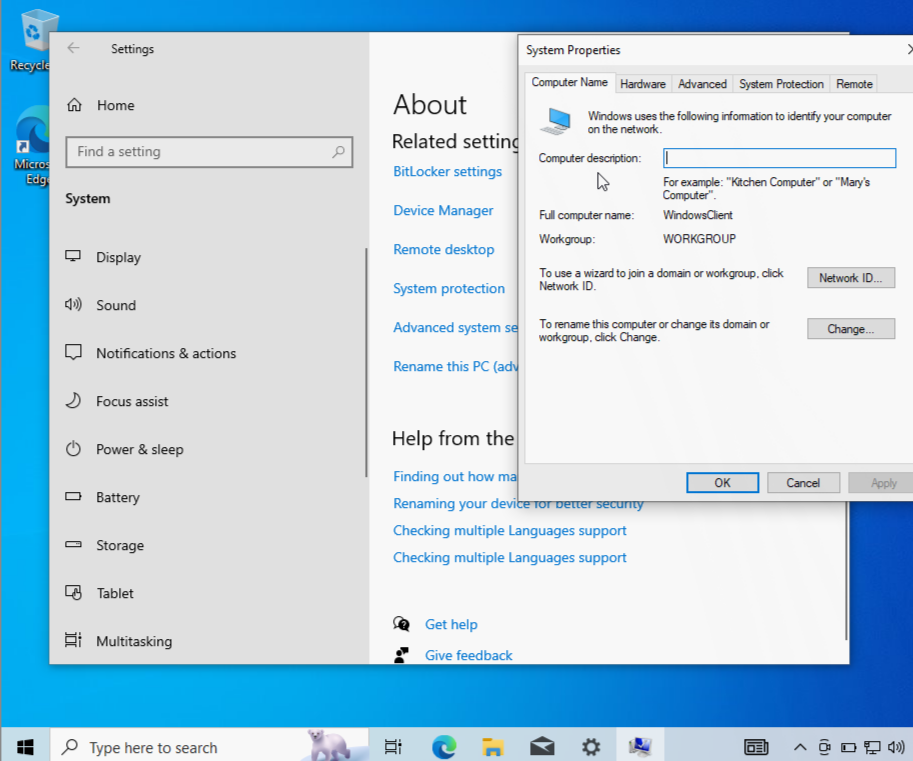 Recycle
Micros
Edge
Settings
Home
Find a setting
System
Display
Sound
Notifications & actions
Focus assist
Power & sleep
Battery
Storage
Tablet
Multitasking
About
Related setting
BitLocker settings
Device Manager
Remote desktop
System protection
Advanced system se
Rename this PC (adv
Help from the
Finding out how ma
Renaming your device for better security
Checking multiple Languages support
Checking multiple Languages support
Get help
Give feedback
System Properties
Computer Name Hardware Advanced System Protection Remote
Windows uses the following information to identify your computer
on the network.
Computer description:
For example: "Kitchen Computer" or "Mary's
Computer".
Full computer name: WindowsClient
Workgroup: WORKGROUP
To use a wizard to join a domain or workgroup, click
Network ID.
Network ID...
To rename this computer or change its domain or
workgroup, click Change.
Change...
OK Cancel Apply
Type here to search